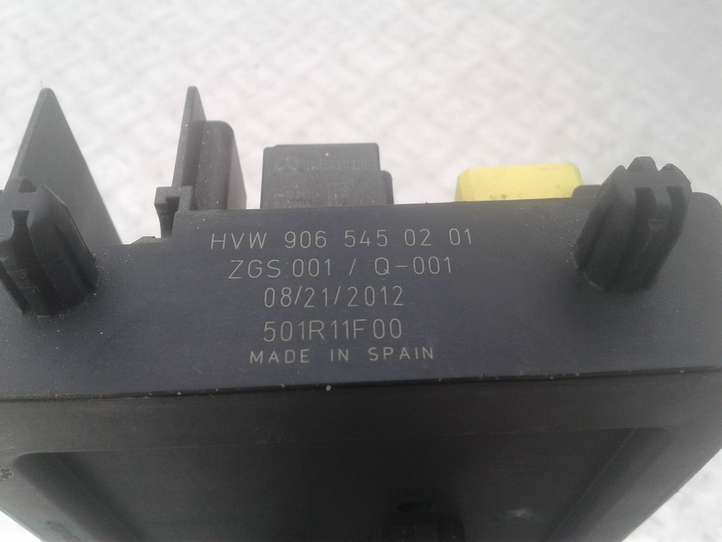 HVW 906 545 02 01
ZGS:001 / Q-001
08/21/2012
501R11F00
MADE IN SPAIN